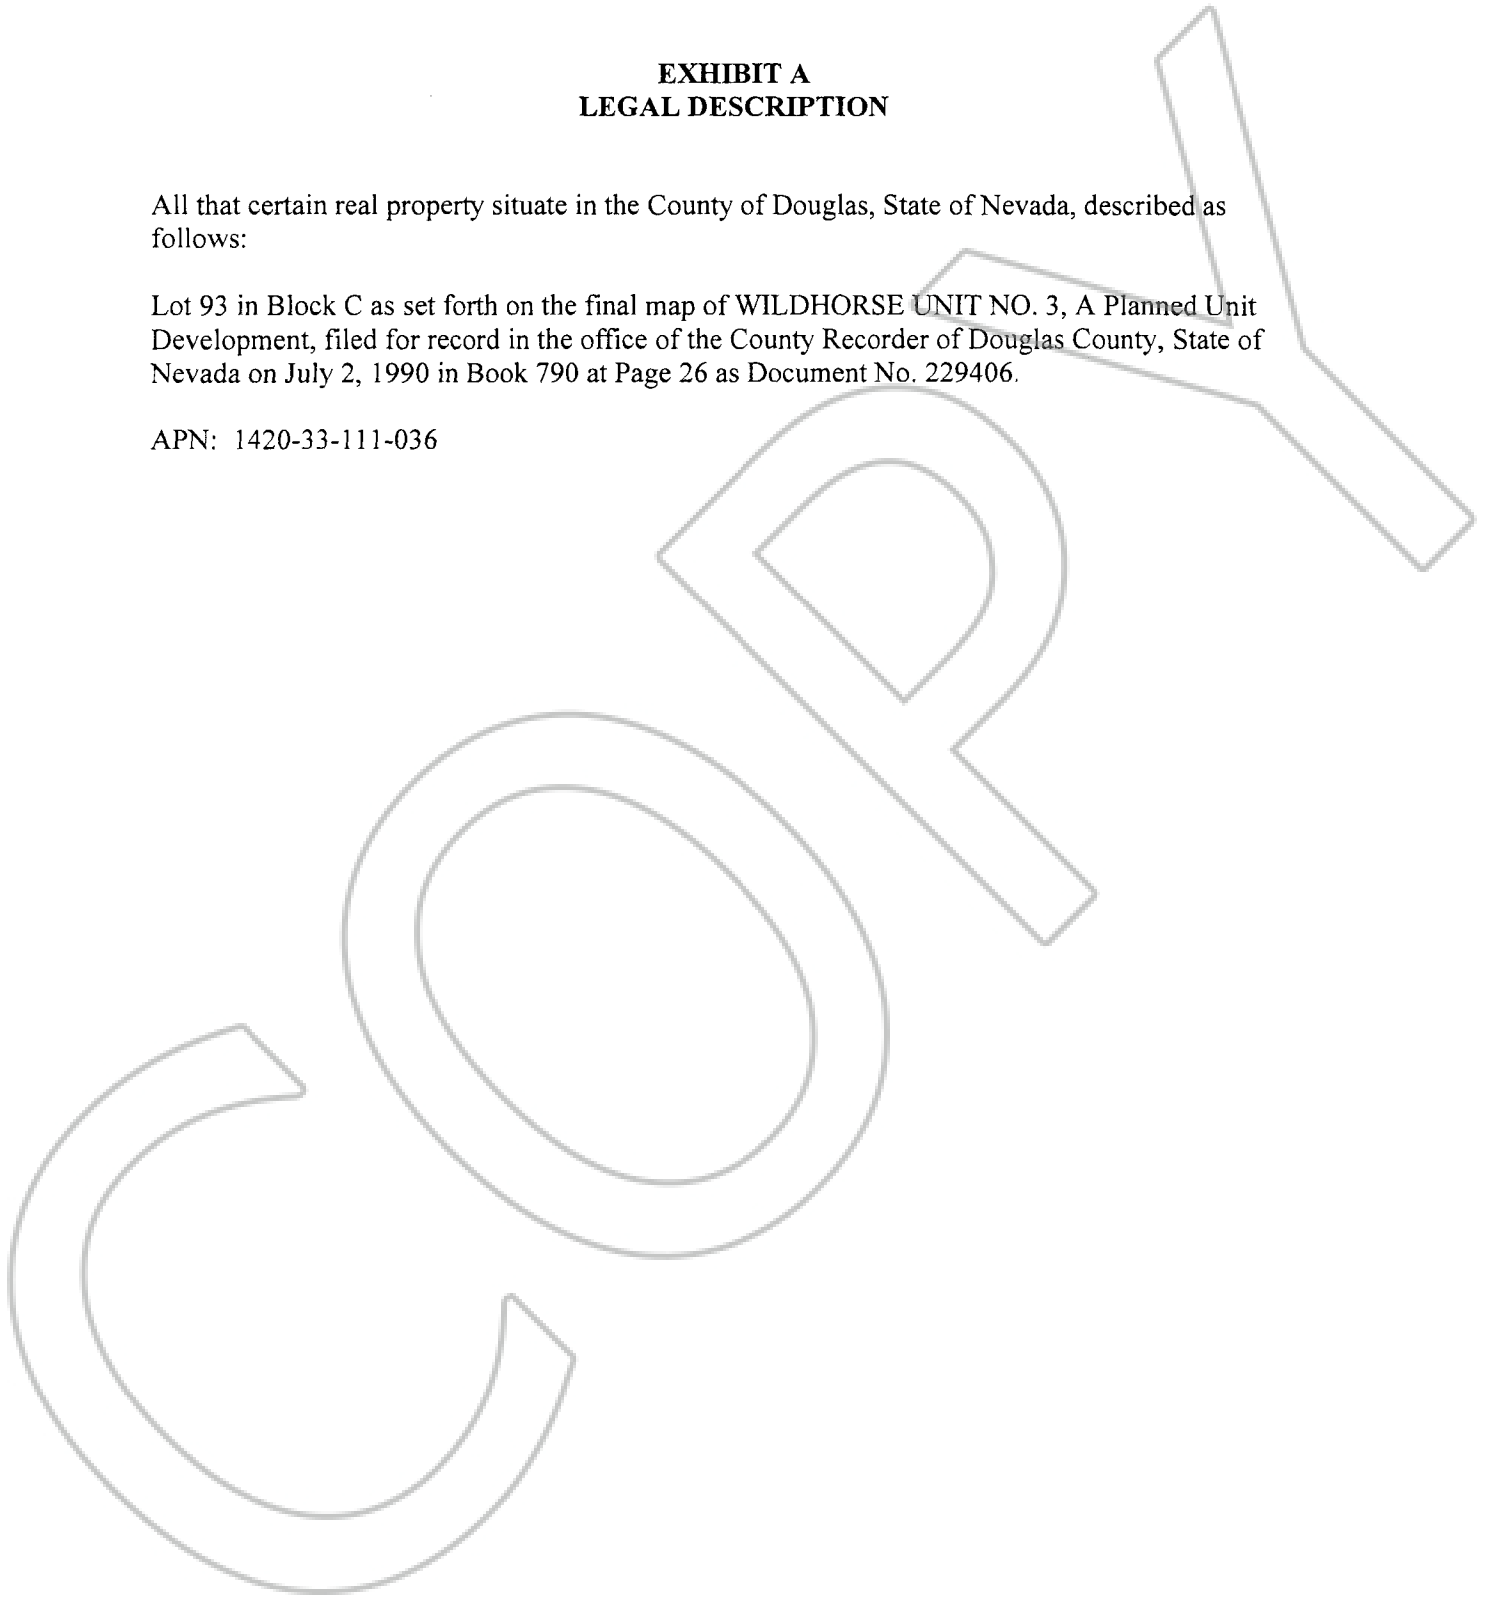 EXHIBIT A
LEGAL DESCRIPTION
All that certain real property situate in the County of Douglas, State of Nevada, described as
follows:
Lot 93 in Block C as set forth on the final map of WILDHORSE UNIT NO. 3, A Planned Unit
Development, filed for record in the office of the County Recorder of Douglas County, State of
Nevada on July 2, 1990 in Book 790 at Page 26 as Document No. 229406.
APN: 1420-33-111-036
COPY